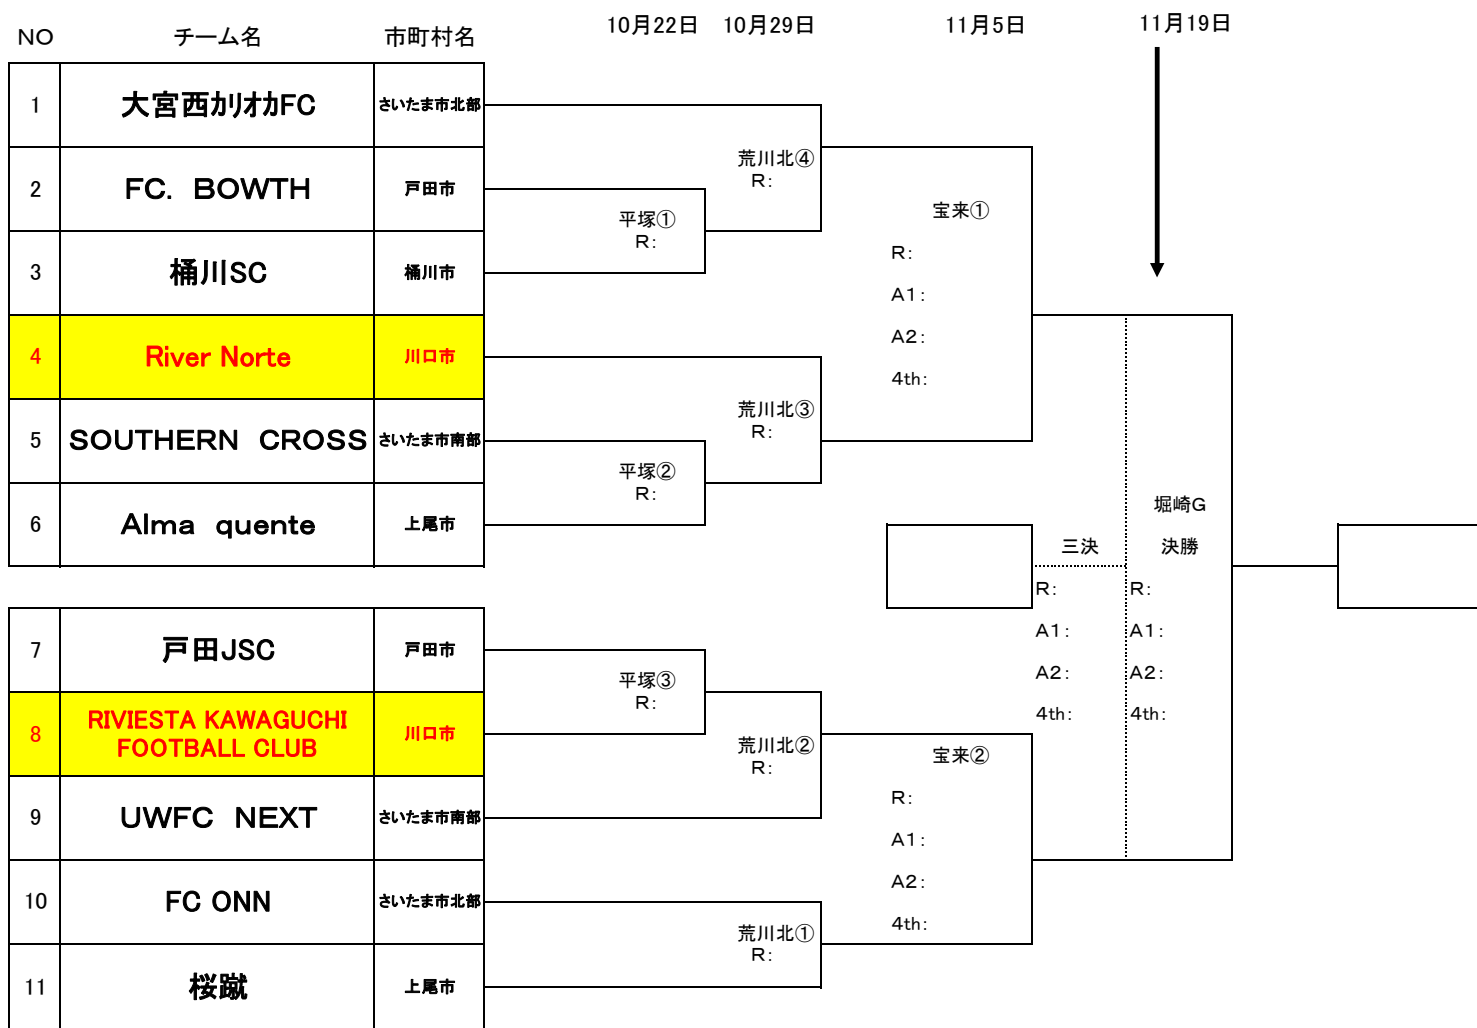 NO チーム名 市町村名 10月22日 10月29日 11月5日 11月19日
1 大宮西ｶﾘｵｶFC さいたま市北部
荒川北④
R:
2 FC. BOWTH 戸田市
平塚①
R:
宝来①
R:
A1:
A2:
4th:
3 桶川SC 桶川市
4 River Norte 川口市
荒川北③
R:
5 SOUTHERN CROSS さいたま市南部
平塚②
R:
6 Alma quente 上尾市
堀崎G
三決 決勝
R: R:
A1: A1:
A2: A2:
4th: 4th:
7 戸田JSC 戸田市
平塚③
R:
8 RIVIESTA KAWAGUCHI
FOOTBALL CLUB 川口市
荒川北②
R:
宝来②
R:
A1:
A2:
4th:
9 UWFC NEXT さいたま市南部
10 FC ONN さいたま市北部
荒川北①
R:
11 桜蹴 上尾市